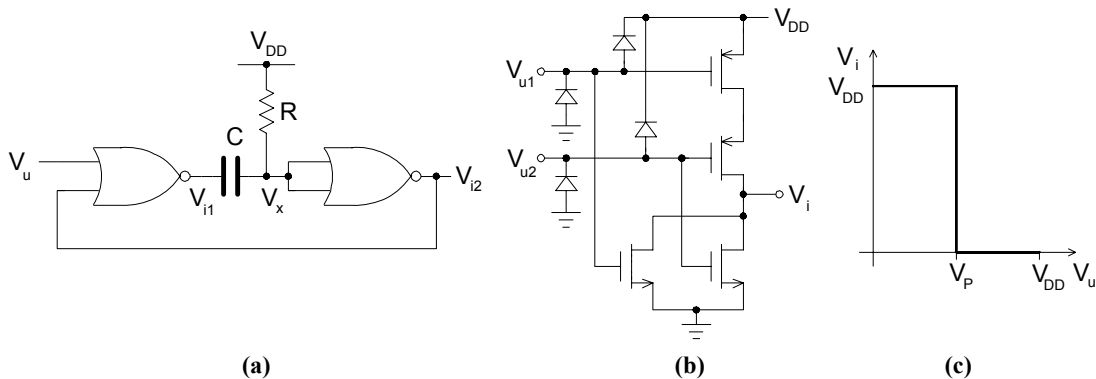 V_DD
R
C
V_u
V_i1
V_x
V_i2
(a)
V_DD
V_u1
V_u2
V_i
(b)
V_i
V_DD
V_P
V_DD
V_u
(c)